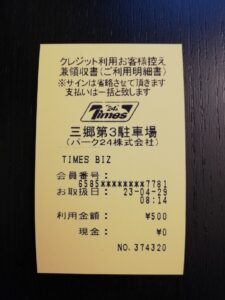 クレジット利用お客様控え
兼領収書(ご利用明細書)
※サインは省略させて頂きます
支払いは一括と致します
24h
Times
三郷第3駐車場
(パーク24株式会社)
TIMES BIZ
会員番号:
6585********7781
お取扱日: 23-04-29
08:14
利用金額: ¥500
現金: ¥0
NO.374320